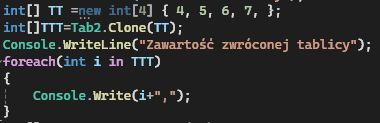 int[] TT =new int[4] { 4, 5, 6, 7, };
int[]TTT=Tab2.Clone(TT);
Console.WriteLine("Zawartość zwróconej tablicy");
foreach(int i in TTT)
{
Console.Write(i+",");
}